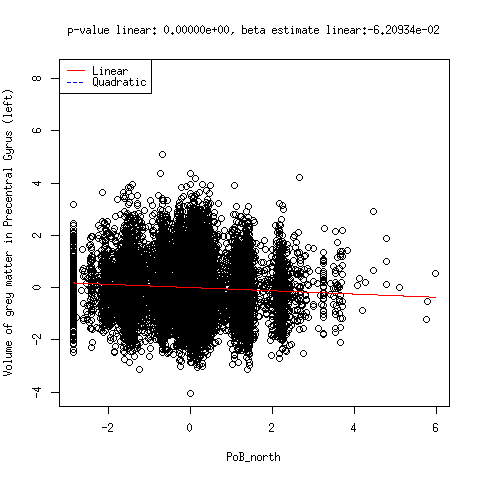 p-value linear: 0.00000e+00, beta estimate linear:-6.20934e-02
Linear
Quadratic
Volume of grey matter in Precentral Gyrus (left)
8
6
4
2
0
-2
-4
-2 0 2 4 6
PoB_north